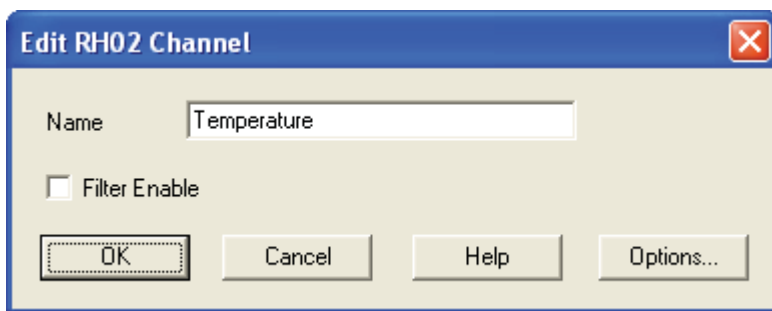 Edit RH02 Channel
Name Temperature
Filter Enable
OK Cancel Help Options...